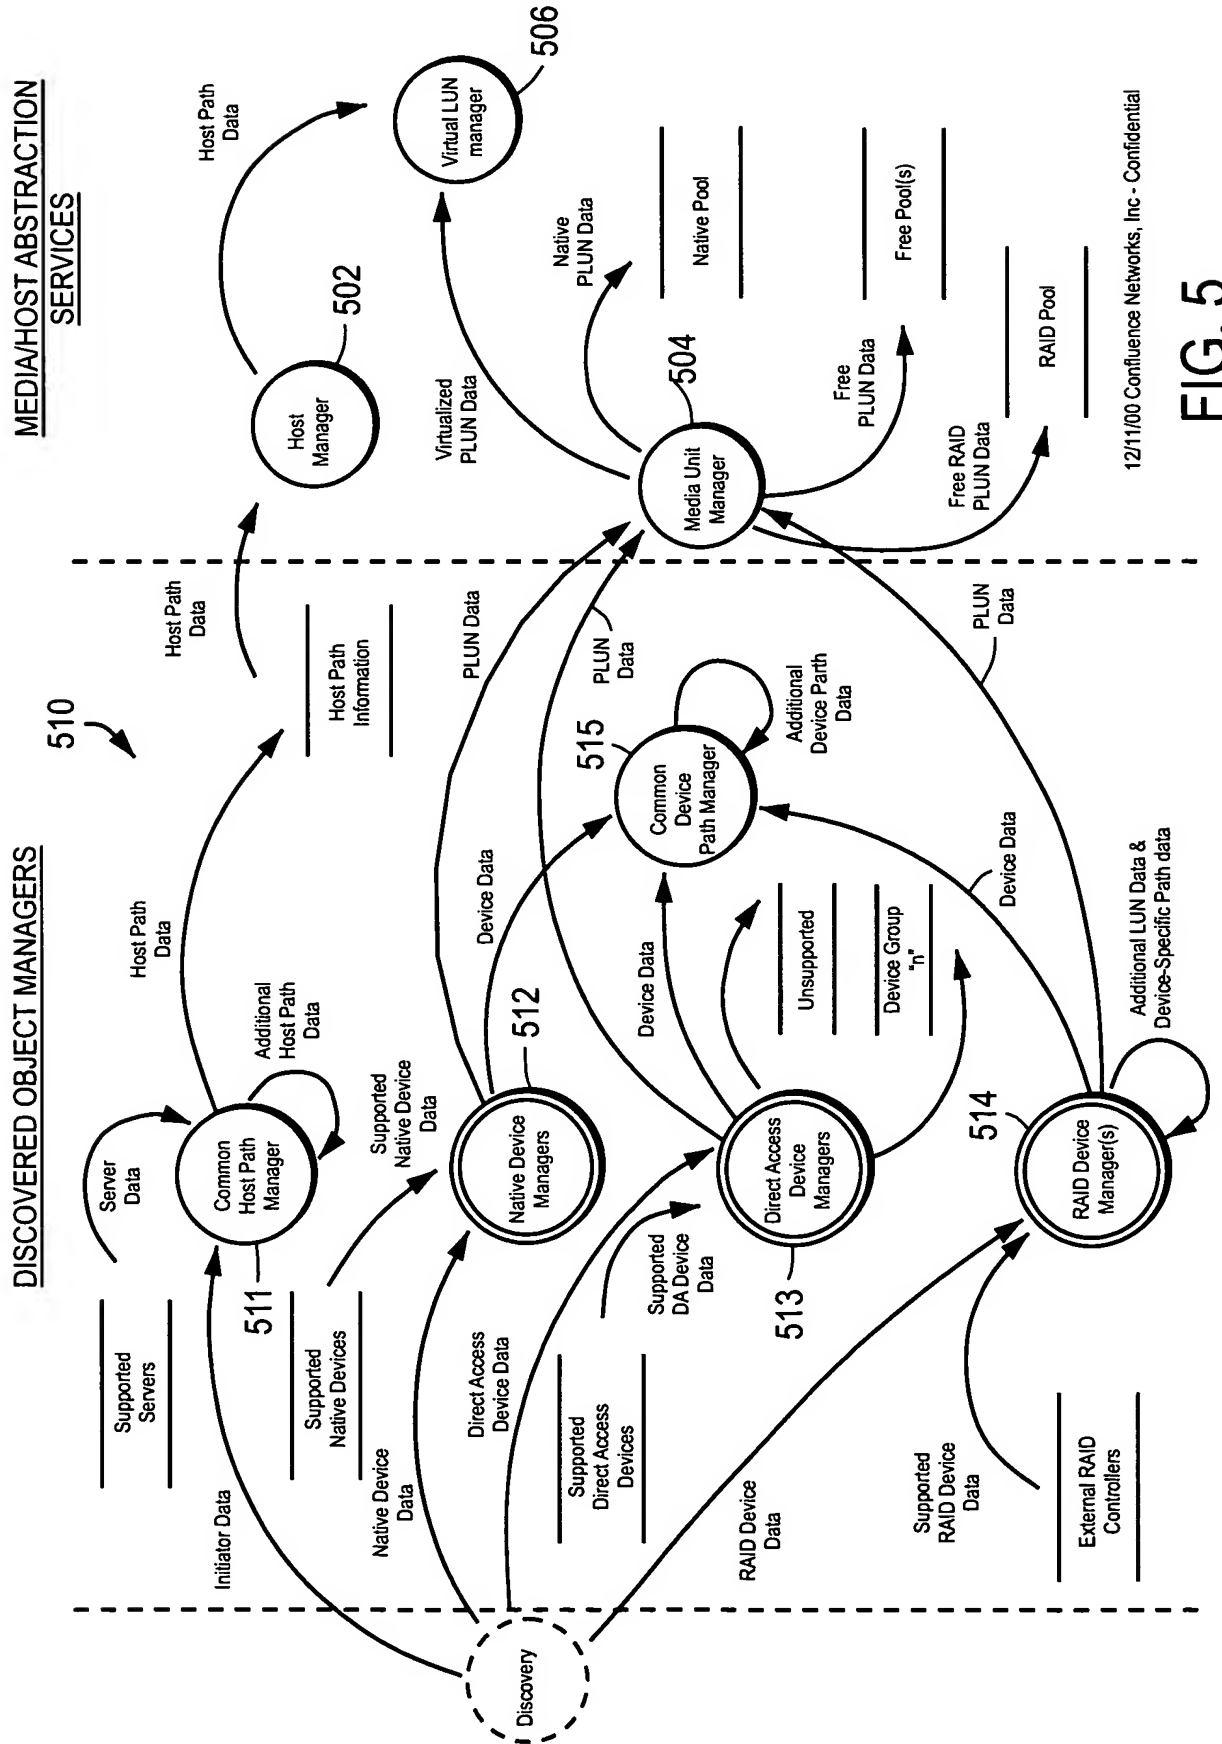 DISCOVERED OBJECT MANAGERS
MEDIA/HOST ABSTRACTION
SERVICES
510
Discovery
Initiator Data
Native Device
Data
Direct Access
Device Data
RAID Device
Data
Supported
Servers
Server
Data
Common
Host Path
Manager
511
Additional
Host Path
Data
Host Path
Data
Host Path
Information
Host Path
Data
Host
Manager
502
Host Path
Data
Virtual LUN
manager
506
Supported
Native Devices
Supported
Native Device
Data
Native Device
Managers
512
PLUN Data
Device Data
Supported
Direct Access
Devices
Supported
DA Device
Data
Direct Access
Device
Managers
513
PLUN
Data
Device Data
Unsupported
Device Group
"n"
Common
Device
Path Manager
515
Additional
Device Parth
Data
External RAID
Controllers
Supported
RAID Device
Data
RAID Device
Manager(s)
514
Device Data
Additional LUN Data &
Device-Specific Path data
PLUN
Data
Media Unit
Manager
504
Virtualized
PLUN Data
Native
PLUN Data
Native Pool
Free
PLUN Data
Free Pool(s)
Free RAID
PLUN Data
RAID Pool
12/11/00 Confluence Networks, Inc - Confidential
FIG. 5